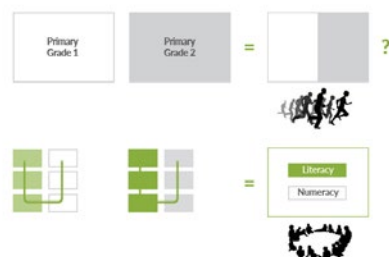 Primary
Grade 1
Primary
Grade 2
=
?
=
Literacy
Numeracy